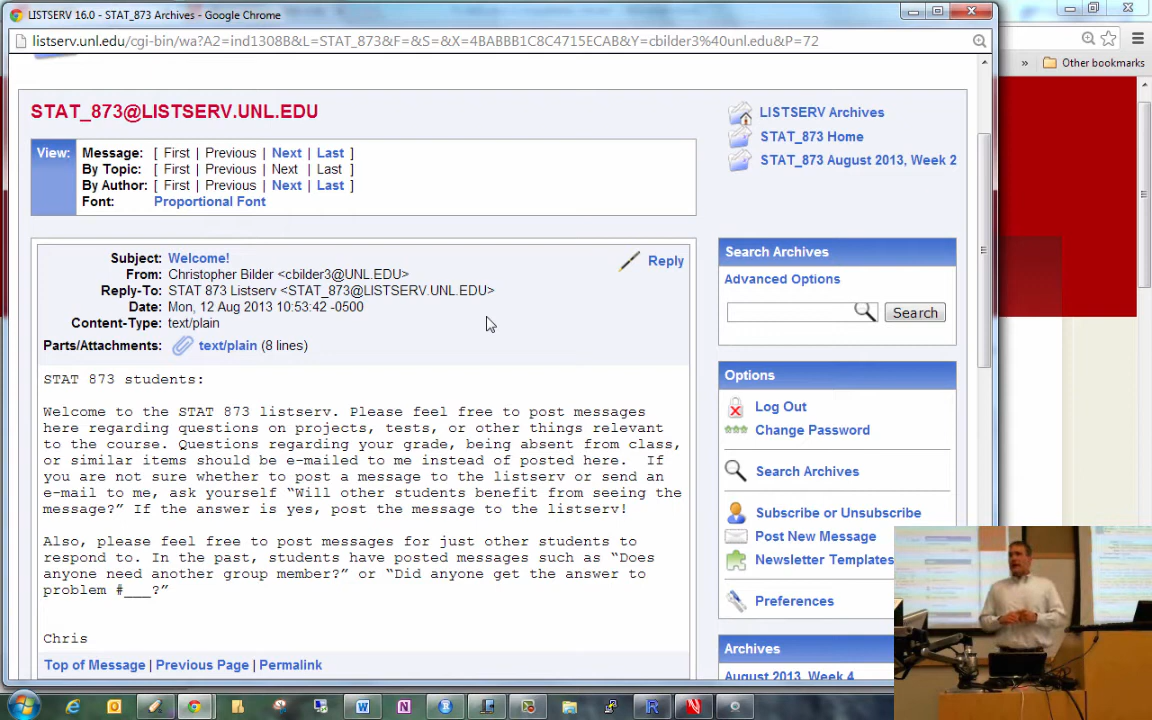 LISTSERV 16.0 - STAT_873 Archives - Google Chrome
listserv.unl.edu/cgi-bin/wa?A2=ind1308B&L=STAT_873&F=&S=&X=4BABBB1C8C4715ECAB&Y=cbilder3%40unl.edu&P=72
» Other bookmarks
STAT_873@LISTSERV.UNL.EDU
LISTSERV Archives
STAT_873 Home
STAT_873 August 2013, Week 2
View: Message: [ First | Previous | Next | Last ]
By Topic: [ First | Previous | Next | Last ]
By Author: [ First | Previous | Next | Last ]
Font: Proportional Font
Subject: Welcome!
From: Christopher Bilder <cbilder3@UNL.EDU>
Reply-To: STAT 873 Listserv <STAT_873@LISTSERV.UNL.EDU>
Date: Mon, 12 Aug 2013 10:53:42 -0500
Content-Type: text/plain
Parts/Attachments: text/plain (8 lines)
Reply
STAT 873 students:
Welcome to the STAT 873 listserv. Please feel free to post messages
here regarding questions on projects, tests, or other things relevant
to the course. Questions regarding your grade, being absent from class,
or similar items should be e-mailed to me instead of posted here.  If
you are not sure whether to post a message to the listserv or send an
e-mail to me, ask yourself “Will other students benefit from seeing the
message?” If the answer is yes, post the message to the listserv!
Also, please feel free to post messages for just other students to
respond to. In the past, students have posted messages such as “Does
anyone need another group member?” or “Did anyone get the answer to
problem #___?”
Chris
Top of Message | Previous Page | Permalink
Search Archives
Advanced Options
Search
Options
Log Out
Change Password
Search Archives
Subscribe or Unsubscribe
Post New Message
Newsletter Templates
Preferences
Archives
August 2013, Week 4